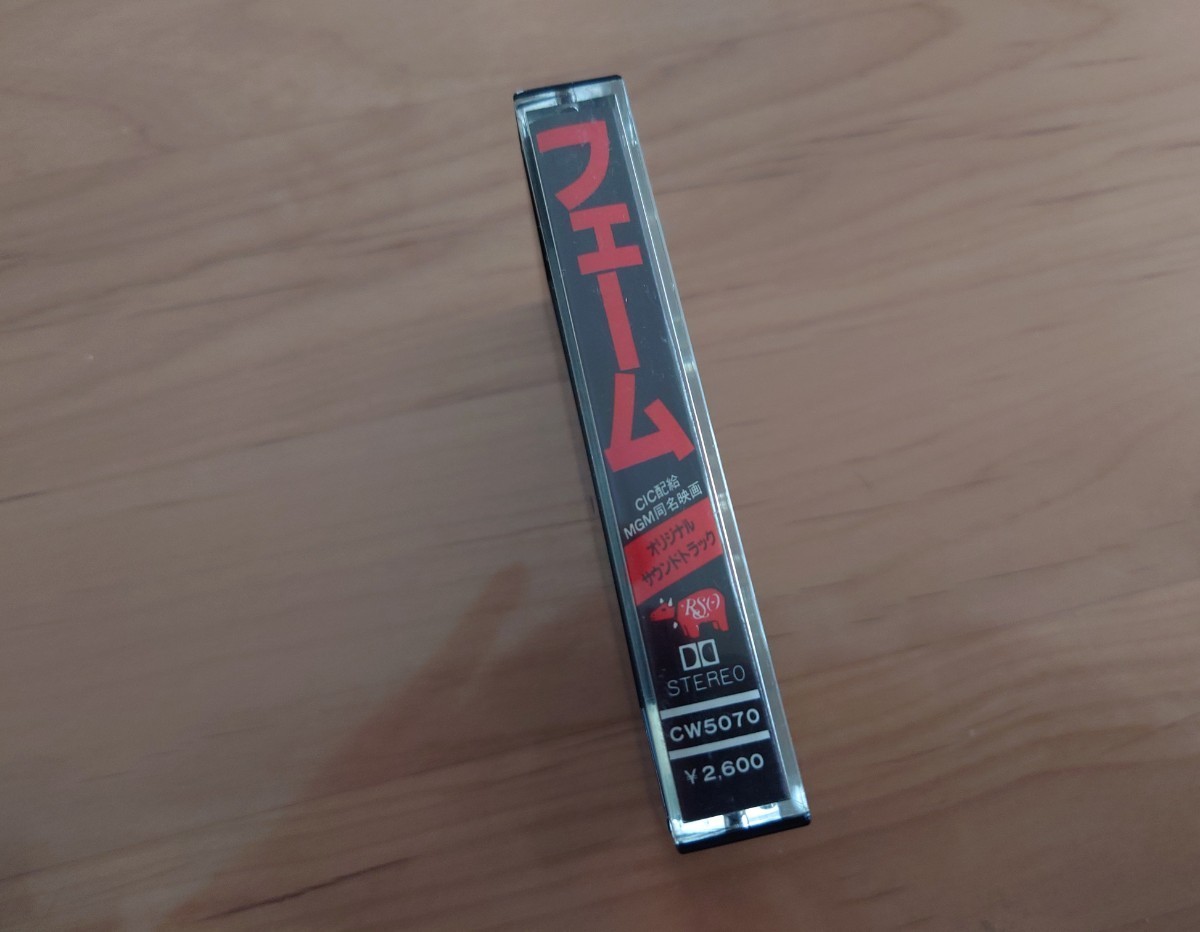 フェーム
CIC配給
MGM同名映画
オリジナル
サウンドトラック
RSO
STEREO
CW5070
¥2,600